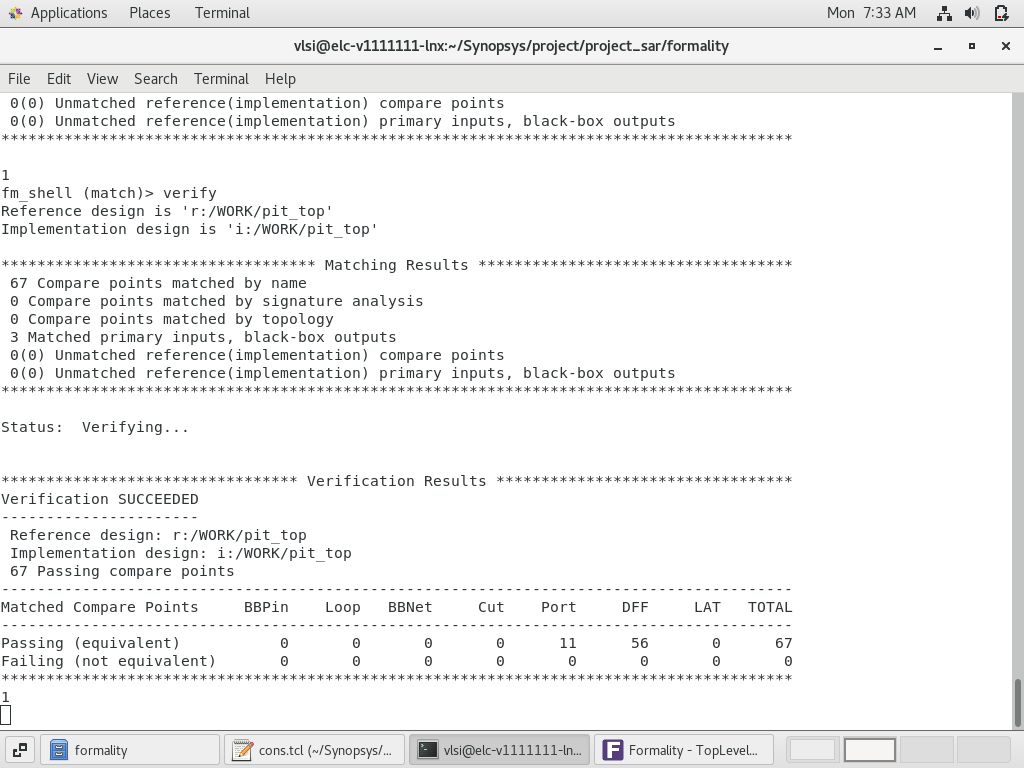 Applications Places Terminal Mon 7:33 AM
vlsi@elc-v1111111-lnx:~/Synopsys/project/project_sar/formality
File Edit View Search Terminal Help
0(0) Unmatched reference(implementation) compare points
0(0) Unmatched reference(implementation) primary inputs, black-box outputs
****************************************************************************************
1
fm_shell (match)> verify
Reference design is 'r:/WORK/pit_top'
Implementation design is 'i:/WORK/pit_top'
*********************************** Matching Results ***********************************
67 Compare points matched by name
0 Compare points matched by signature analysis
0 Compare points matched by topology
3 Matched primary inputs, black-box outputs
0(0) Unmatched reference(implementation) compare points
0(0) Unmatched reference(implementation) primary inputs, black-box outputs
****************************************************************************************
Status:  Verifying...
********************************* Verification Results *********************************
Verification SUCCEEDED
----------------------
Reference design: r:/WORK/pit_top
Implementation design: i:/WORK/pit_top
67 Passing compare points
----------------------------------------------------------------------------------------
Matched Compare Points     BBPin    Loop   BBNet     Cut    Port     DFF     LAT   TOTAL
----------------------------------------------------------------------------------------
Passing (equivalent)           0       0       0       0      11      56       0      67
Failing (not equivalent)       0       0       0       0       0       0       0       0
****************************************************************************************
1
formality cons.tcl (~/Synopsys/... vlsi@elc-v1111111-ln... Formality - TopLevel...